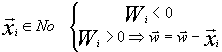 x⃗ᵢ ∈ No { Wᵢ < 0
Wᵢ > 0 ⇒ w⃗ = w⃗ - x⃗ᵢ